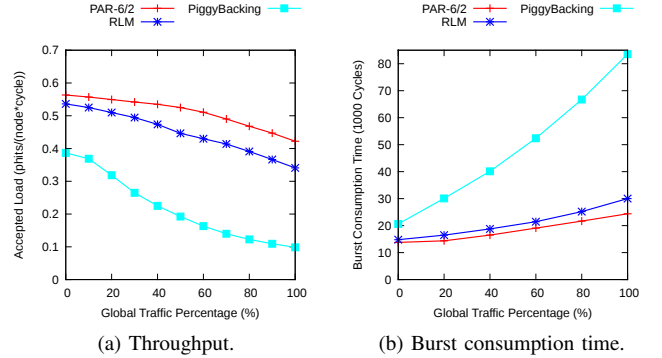 PAR-6/2
RLM
PiggyBacking
Accepted Load (phits/(node*cycle))
0.7
0.6
0.5
0.4
0.3
0.2
0.1
0
0 20 40 60 80 100
Global Traffic Percentage (%)
(a) Throughput.
PAR-6/2
RLM
PiggyBacking
Burst Consumption Time (1000 Cycles)
80
70
60
50
40
30
20
10
0
0 20 40 60 80 100
Global Traffic Percentage (%)
(b) Burst consumption time.